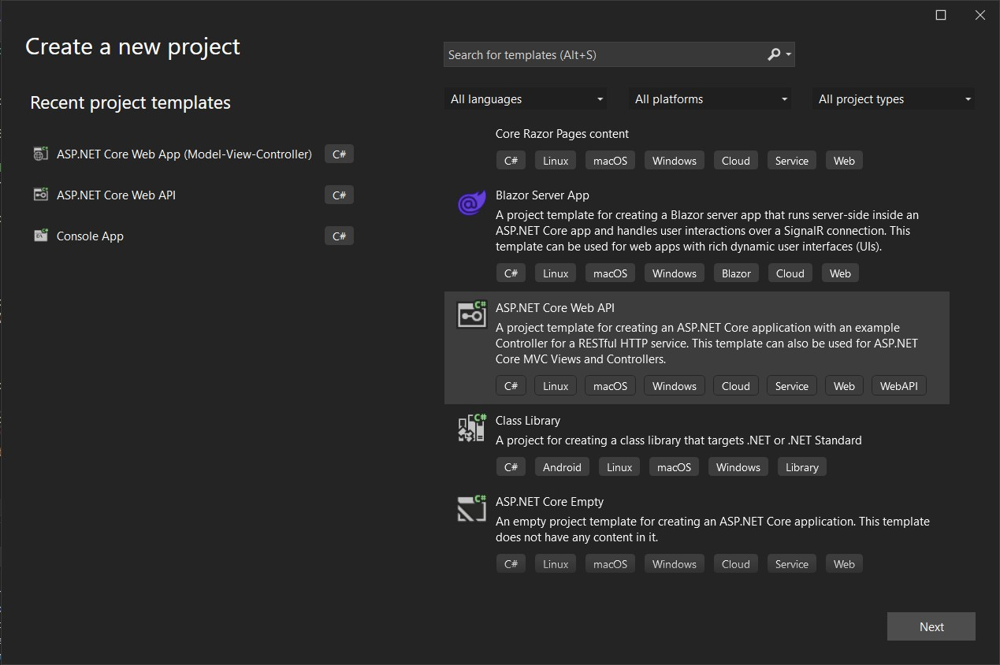 Create a new project
Search for templates (Alt+S)
Recent project templates
All languages
All platforms
All project types
ASP.NET Core Web App (Model-View-Controller) C#
ASP.NET Core Web API C#
Console App C#
Core Razor Pages content
C# Linux macOS Windows Cloud Service Web
Blazor Server App
A project template for creating a Blazor server app that runs server-side inside an
ASP.NET Core app and handles user interactions over a SignalR connection. This
template can be used for web apps with rich dynamic user interfaces (UIs).
C# Linux macOS Windows Blazor Cloud Web
ASP.NET Core Web API
A project template for creating an ASP.NET Core application with an example
Controller for a RESTful HTTP service. This template can also be used for ASP.NET
Core MVC Views and Controllers.
C# Linux macOS Windows Cloud Service Web WebAPI
Class Library
A project for creating a class library that targets .NET or .NET Standard
C# Android Linux macOS Windows Library
ASP.NET Core Empty
An empty project template for creating an ASP.NET Core application. This template
does not have any content in it.
C# Linux macOS Windows Cloud Service Web
Next